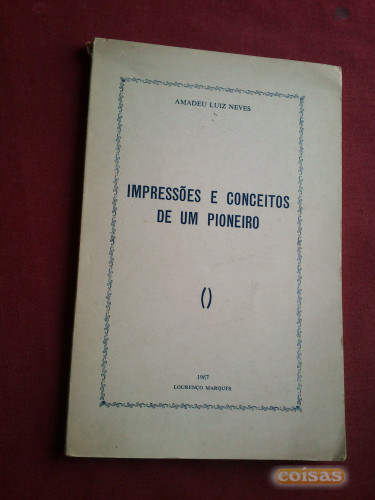 AMADEU LUIZ NEVES
IMPRESSÕES E CONCEITOS
DE UM PIONEIRO
()
1967
LOURENÇO MARQUES
coisas